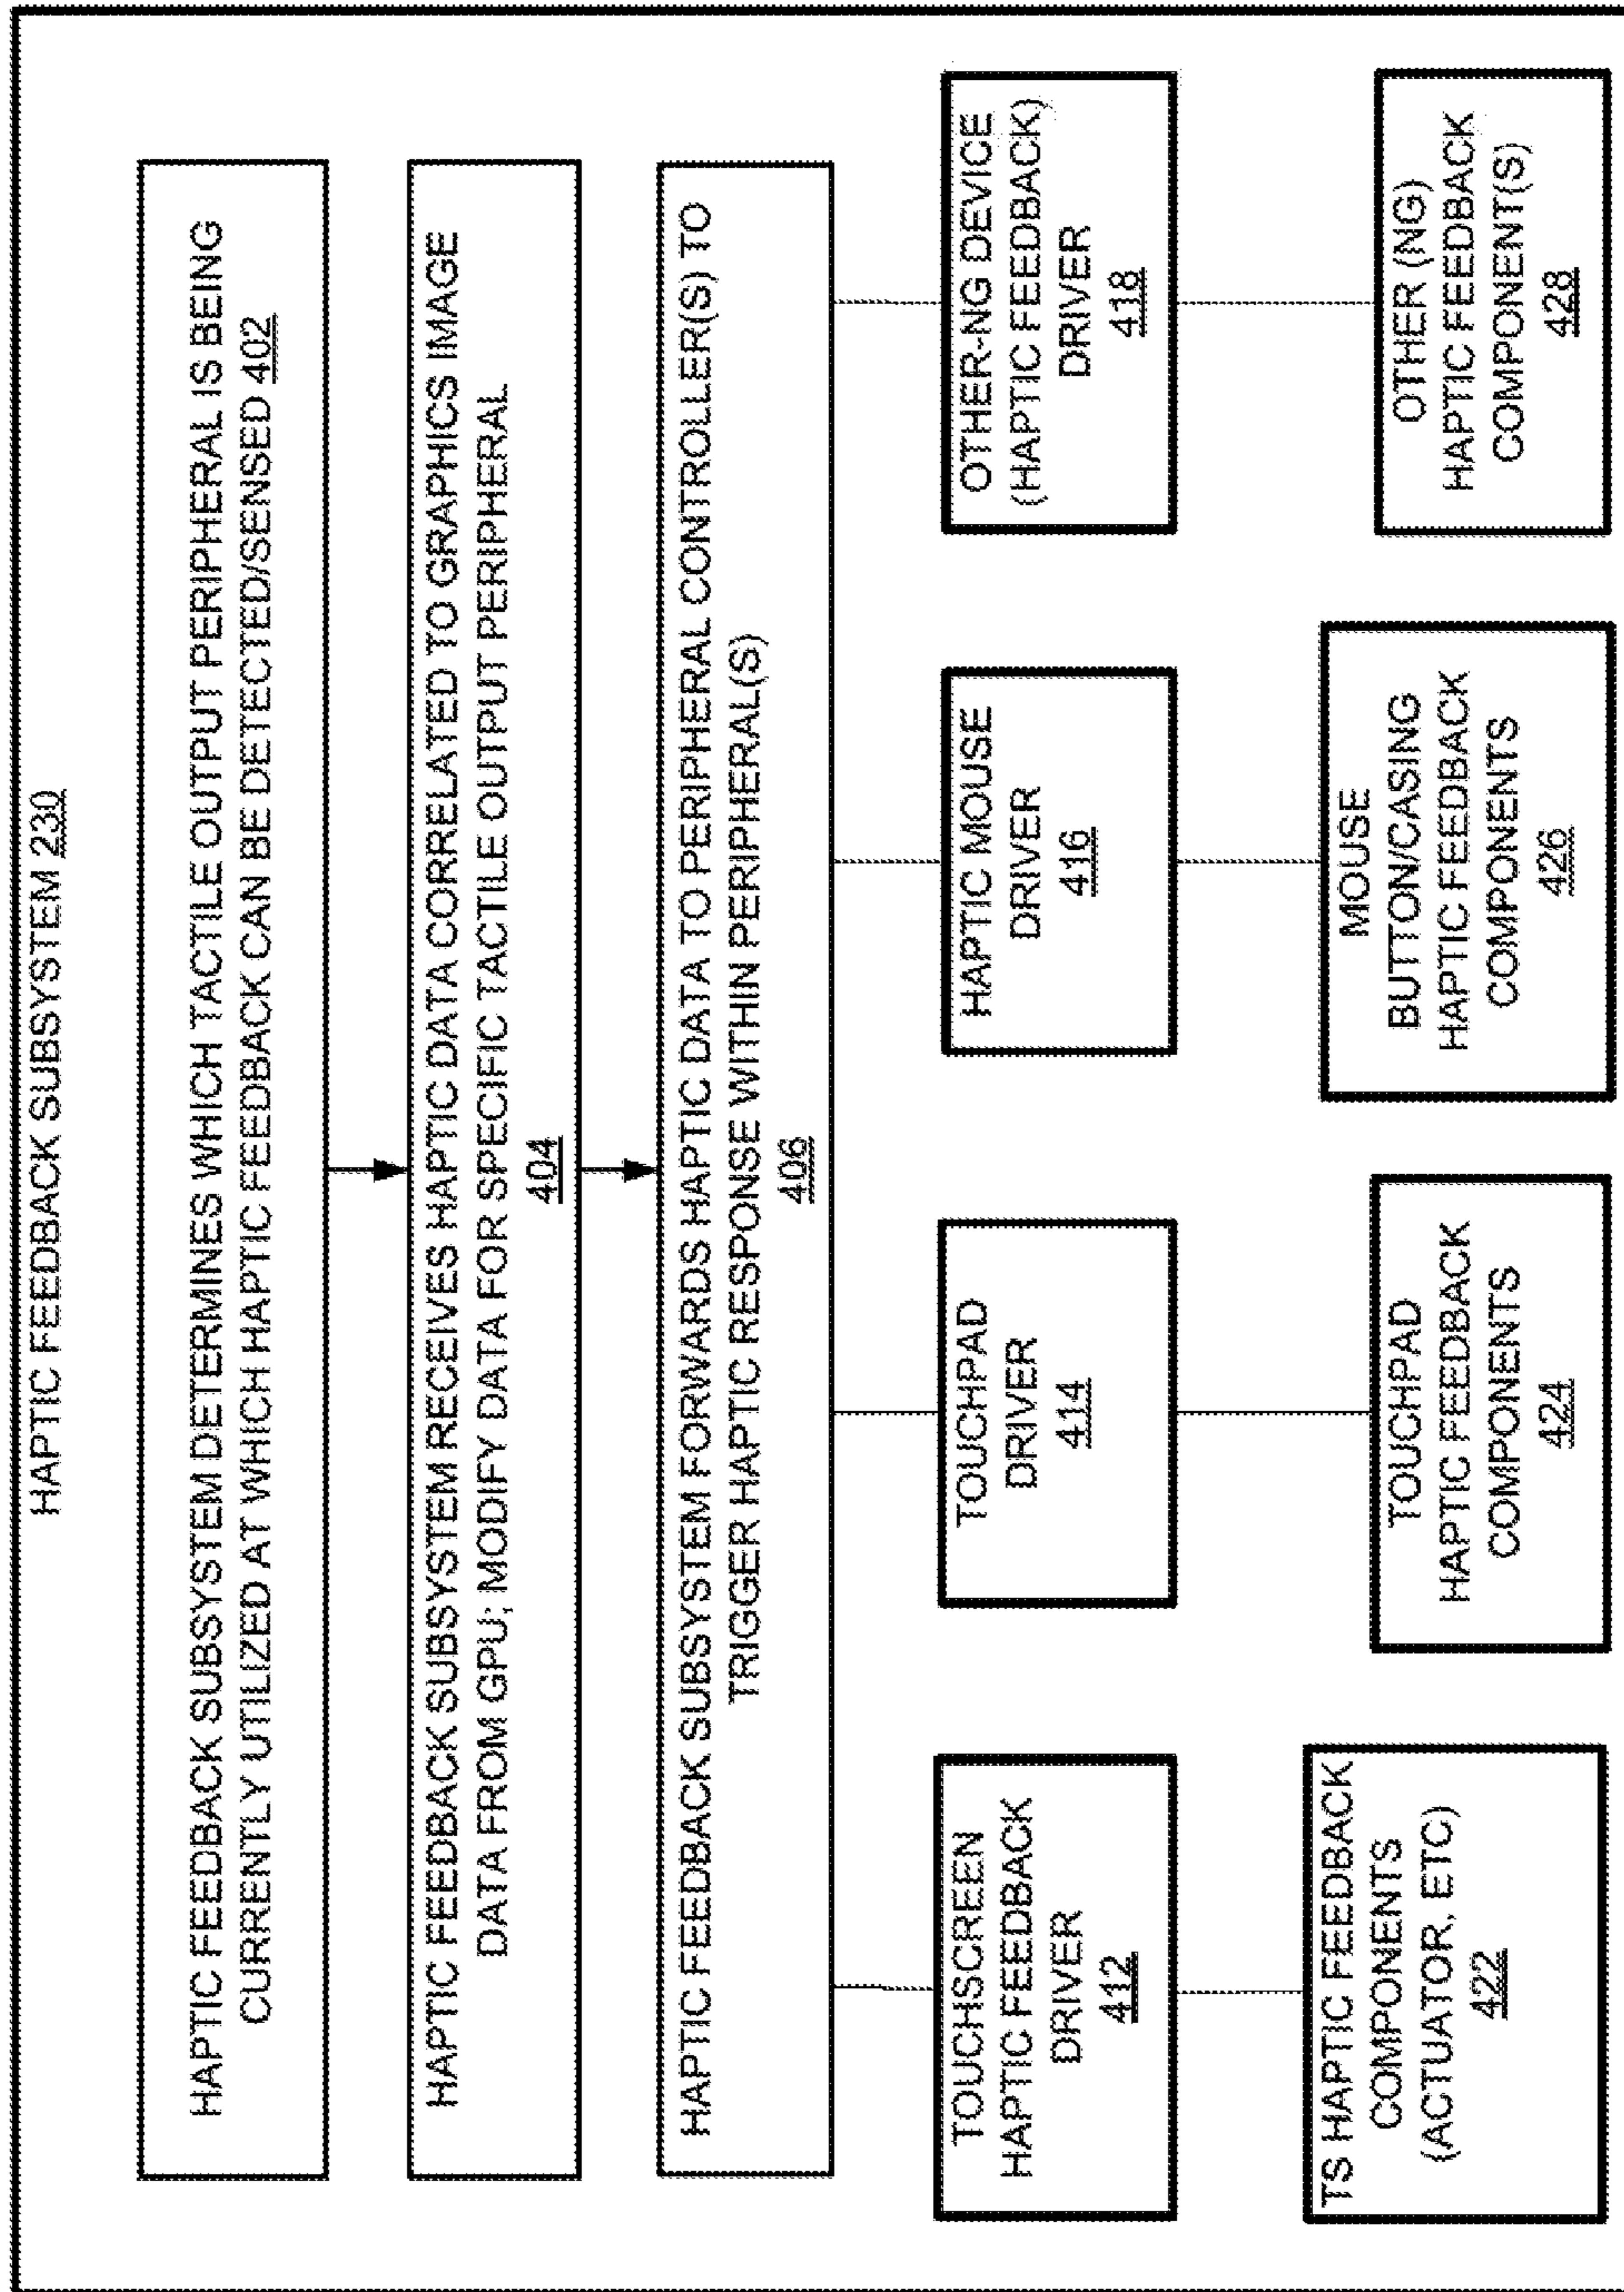 HAPTIC FEEDBACK SUBSYSTEM 230
HAPTIC FEEDBACK SUBSYSTEM DETERMINES WHICH TACTILE OUTPUT PERIPHERAL IS BEING
CURRENTLY UTILIZED AT WHICH HAPTIC FEEDBACK CAN BE DETECTED/SENSED 402
HAPTIC FEEDBACK SUBSYSTEM RECEIVES HAPTIC DATA CORRELATED TO GRAPHICS IMAGE
DATA FROM GPU; MODIFY DATA FOR SPECIFIC TACTILE OUTPUT PERIPHERAL
404
HAPTIC FEEDBACK SUBSYSTEM FORWARDS HAPTIC DATA TO PERIPHERAL CONTROLLER(S) TO
TRIGGER HAPTIC RESPONSE WITHIN PERIPHERAL(S)
406
TOUCHSCREEN
HAPTIC FEEDBACK
DRIVER
412
TOUCHPAD
DRIVER
414
HAPTIC MOUSE
DRIVER
416
OTHER-NG DEVICE
(HAPTIC FEEDBACK)
DRIVER
418
TS HAPTIC FEEDBACK
COMPONENTS
(ACTUATOR, ETC)
422
TOUCHPAD
HAPTIC FEEDBACK
COMPONENTS
424
MOUSE
BUTTON/CASING
HAPTIC FEEDBACK
COMPONENTS
426
OTHER (NG)
HAPTIC FEEDBACK
COMPONENT(S)
428